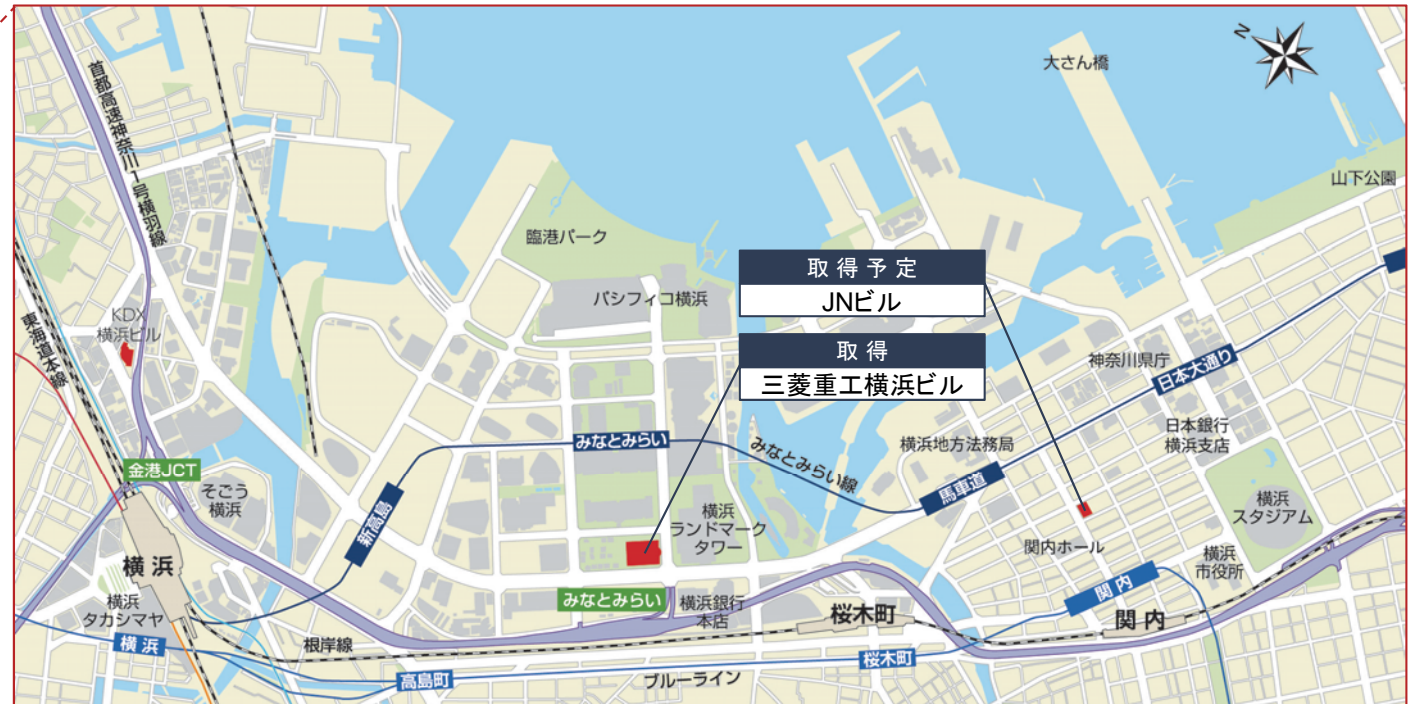 N
大さん橋
首都高速神奈川1号横羽線
山下公園
臨港パーク
取得予定
JNビル
パシフィコ横浜
KDX
横浜ビル
東海道本線
取得
三菱重工横浜ビル
神奈川県庁
日本大通り
みなとみらい
みなとみらい線
横浜地方法務局
日本銀行
横浜支店
金港JCT
そごう
横浜
新高島
馬車道
横浜
スタジアム
横浜
ランドマーク
タワー
関内ホール
横浜
市役所
横浜
みなとみらい
横浜銀行
本店
関内
横浜
タカシマヤ
桜木町
関内
横浜
根岸線
桜木町
高島町
ブルーライン